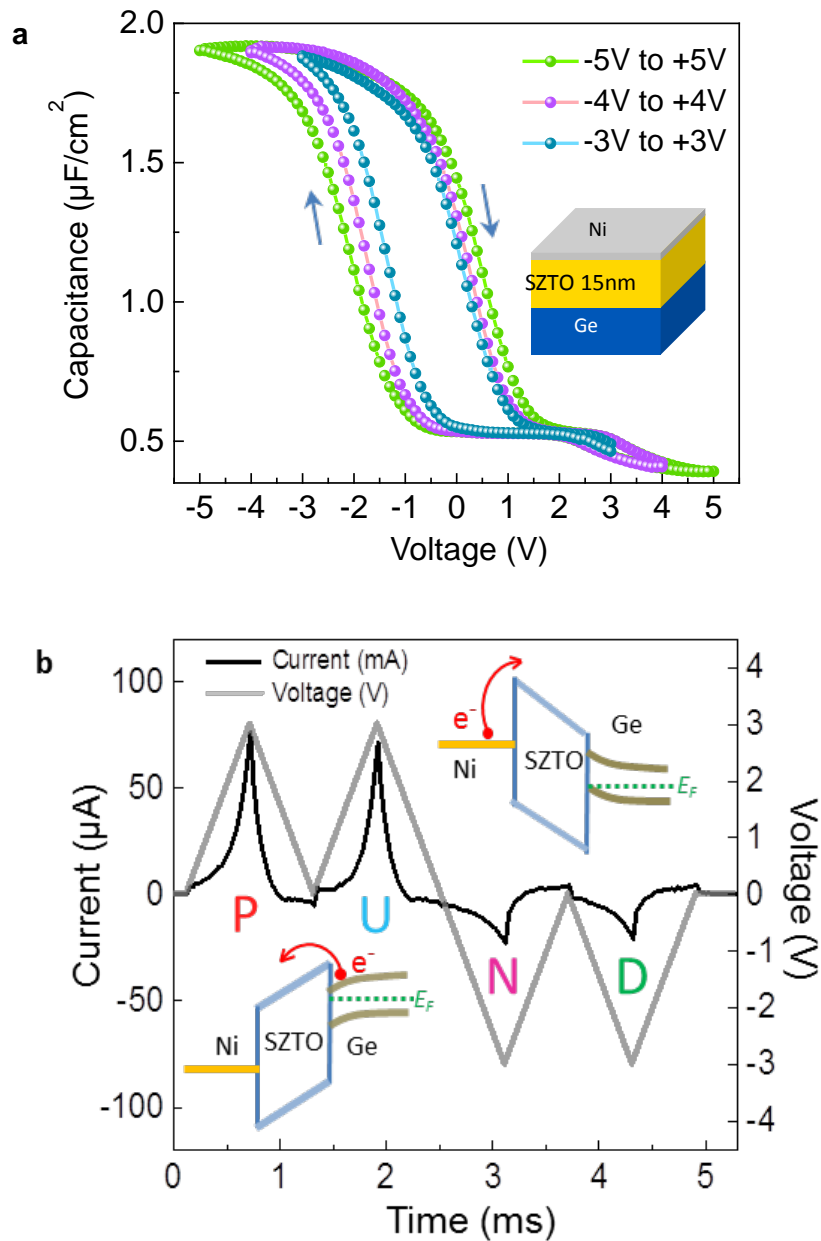 a
2.0
1.5
1.0
0.5
Capacitance (µF/cm²)
-5V to +5V
-4V to +4V
-3V to +3V
Ni
SZTO 15nm
Ge
-5 -4 -3 -2 -1 0 1 2 3 4 5
Voltage (V)
b
Current (mA)
Voltage (V)
100
50
0
-50
-100
Current (µA)
4
3
2
1
0
-1
-2
-3
-4
Voltage (V)
e⁻
Ni
SZTO
Ge
E_F
P
U
N
D
e⁻
Ni
SZTO
Ge
E_F
0 1 2 3 4 5
Time (ms)